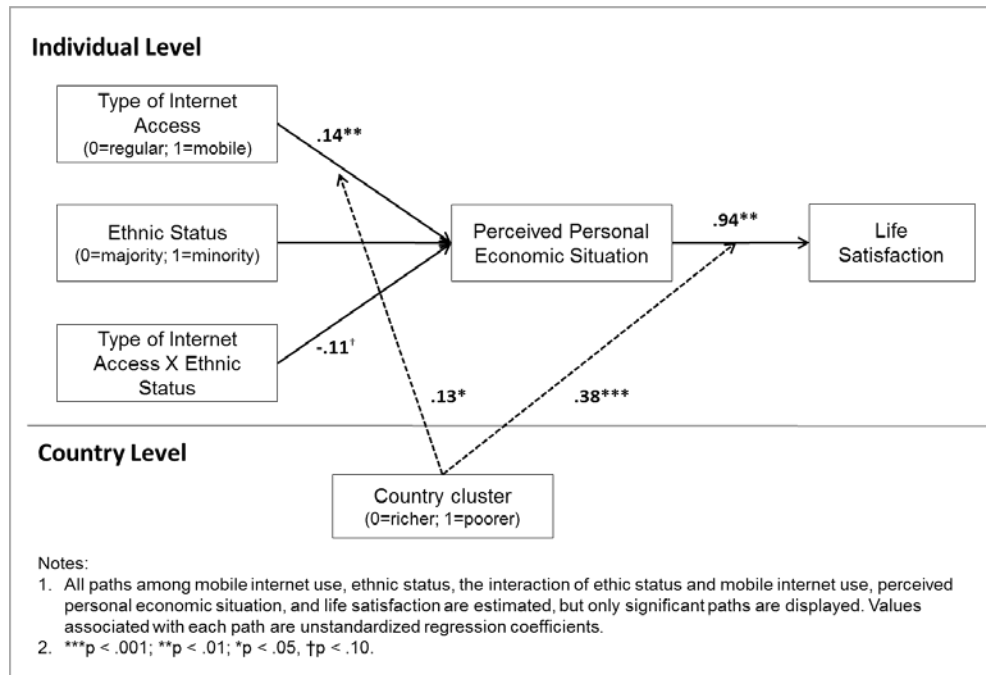 Individual Level
Type of Internet
Access
(0=regular; 1=mobile)
.14**
Ethnic Status
(0=majority; 1=minority)
Perceived Personal
Economic Situation
.94**
Life
Satisfaction
Type of Internet
Access X Ethnic
Status
-.11†
.13*
.38***
Country Level
Country cluster
(0=richer; 1=poorer)
Notes:
1. All paths among mobile internet use, ethnic status, the interaction of ethic status and mobile internet use, perceived
personal economic situation, and life satisfaction are estimated, but only significant paths are displayed. Values
associated with each path are unstandardized regression coefficients.
2. ***p < .001; **p < .01; *p < .05, †p < .10.